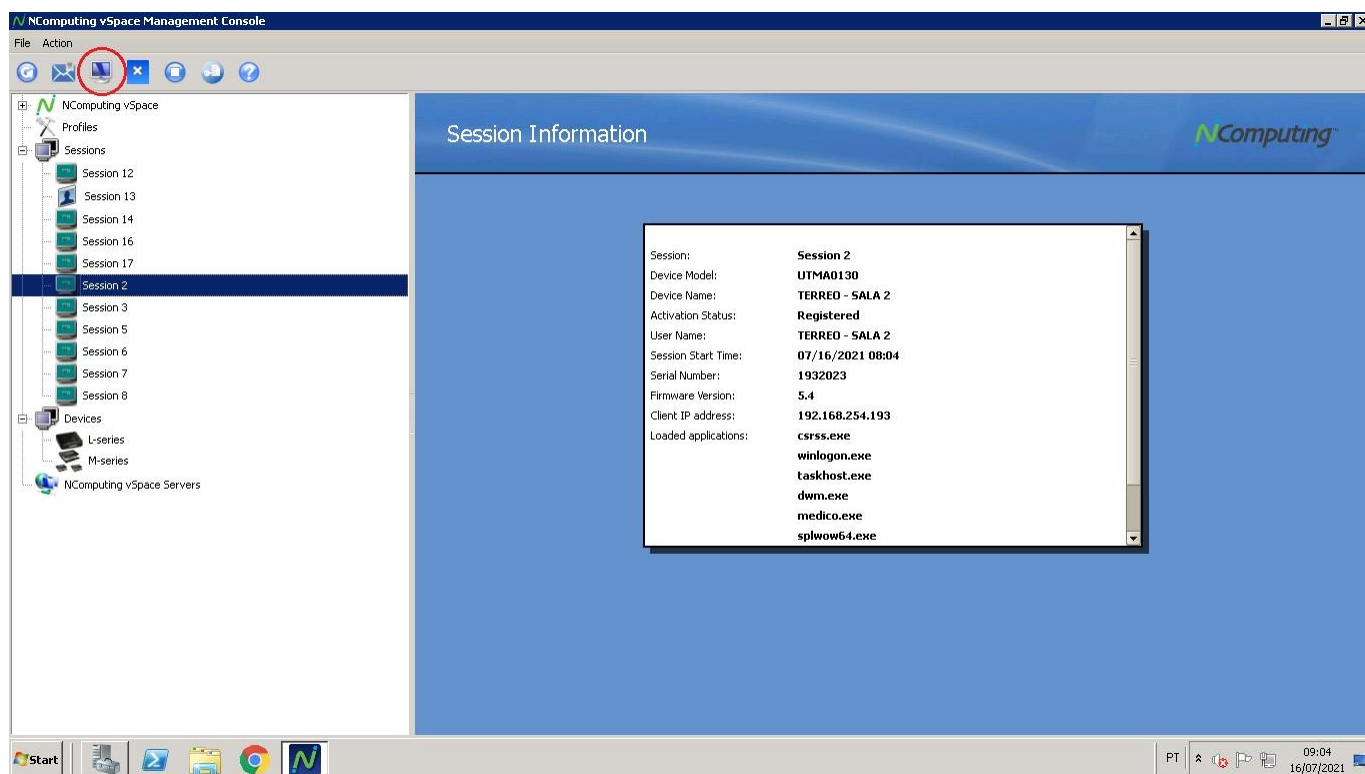 NComputing vSpace Management Console
File Action
NComputing vSpace
Profiles
Sessions
Session 12
Session 13
Session 14
Session 16
Session 17
Session 2
Session 3
Session 5
Session 6
Session 7
Session 8
Devices
L-series
M-series
NComputing vSpace Servers
Session Information
NComputing
Session: Session 2
Device Model: UTMA0130
Device Name: TERREO - SALA 2
Activation Status: Registered
User Name: TERREO - SALA 2
Session Start Time: 07/16/2021 08:04
Serial Number: 1932023
Firmware Version: 5.4
Client IP address: 192.168.254.193
Loaded applications: csrss.exe
winlogon.exe
taskhost.exe
dwm.exe
medico.exe
splwow64.exe
Start
PT
09:04
16/07/2021